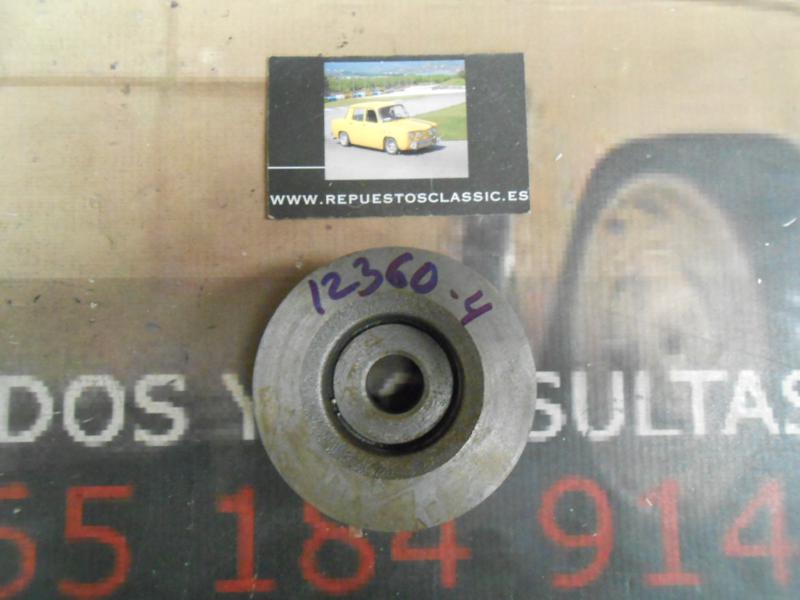 WWW.REPUESTOSCLASSIC.ES
12360-4
DOS Y
SULTAS
55 184 914